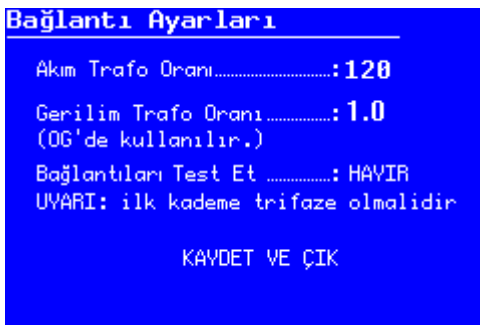 Bağlantı Ayarları
Akım Trafo Oranı..............................:120
Gerilim Trafo Oranı...............:1.0
(OG'de kullanılır.)
Bağlantıları Test Et ...............: HAYIR
UYARI: ilk kademe trifaze olmalidir
KAYDET VE ÇIK